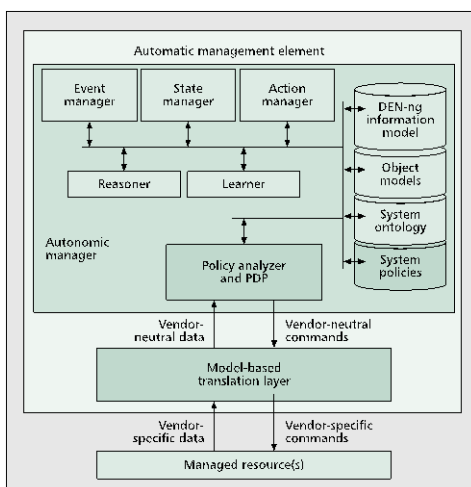 Automatic management element
Event
manager
State
manager
Action
manager
DEN-ng
information
model
Reasoner
Learner
Object
models
System
ontology
Autonomic
manager
Policy analyzer
and PDP
System
policies
Vendor-
neutral data
Vendor-neutral
commands
Model-based
translation layer
Vendor-
specific data
Vendor-specific
commands
Managed resource(s)